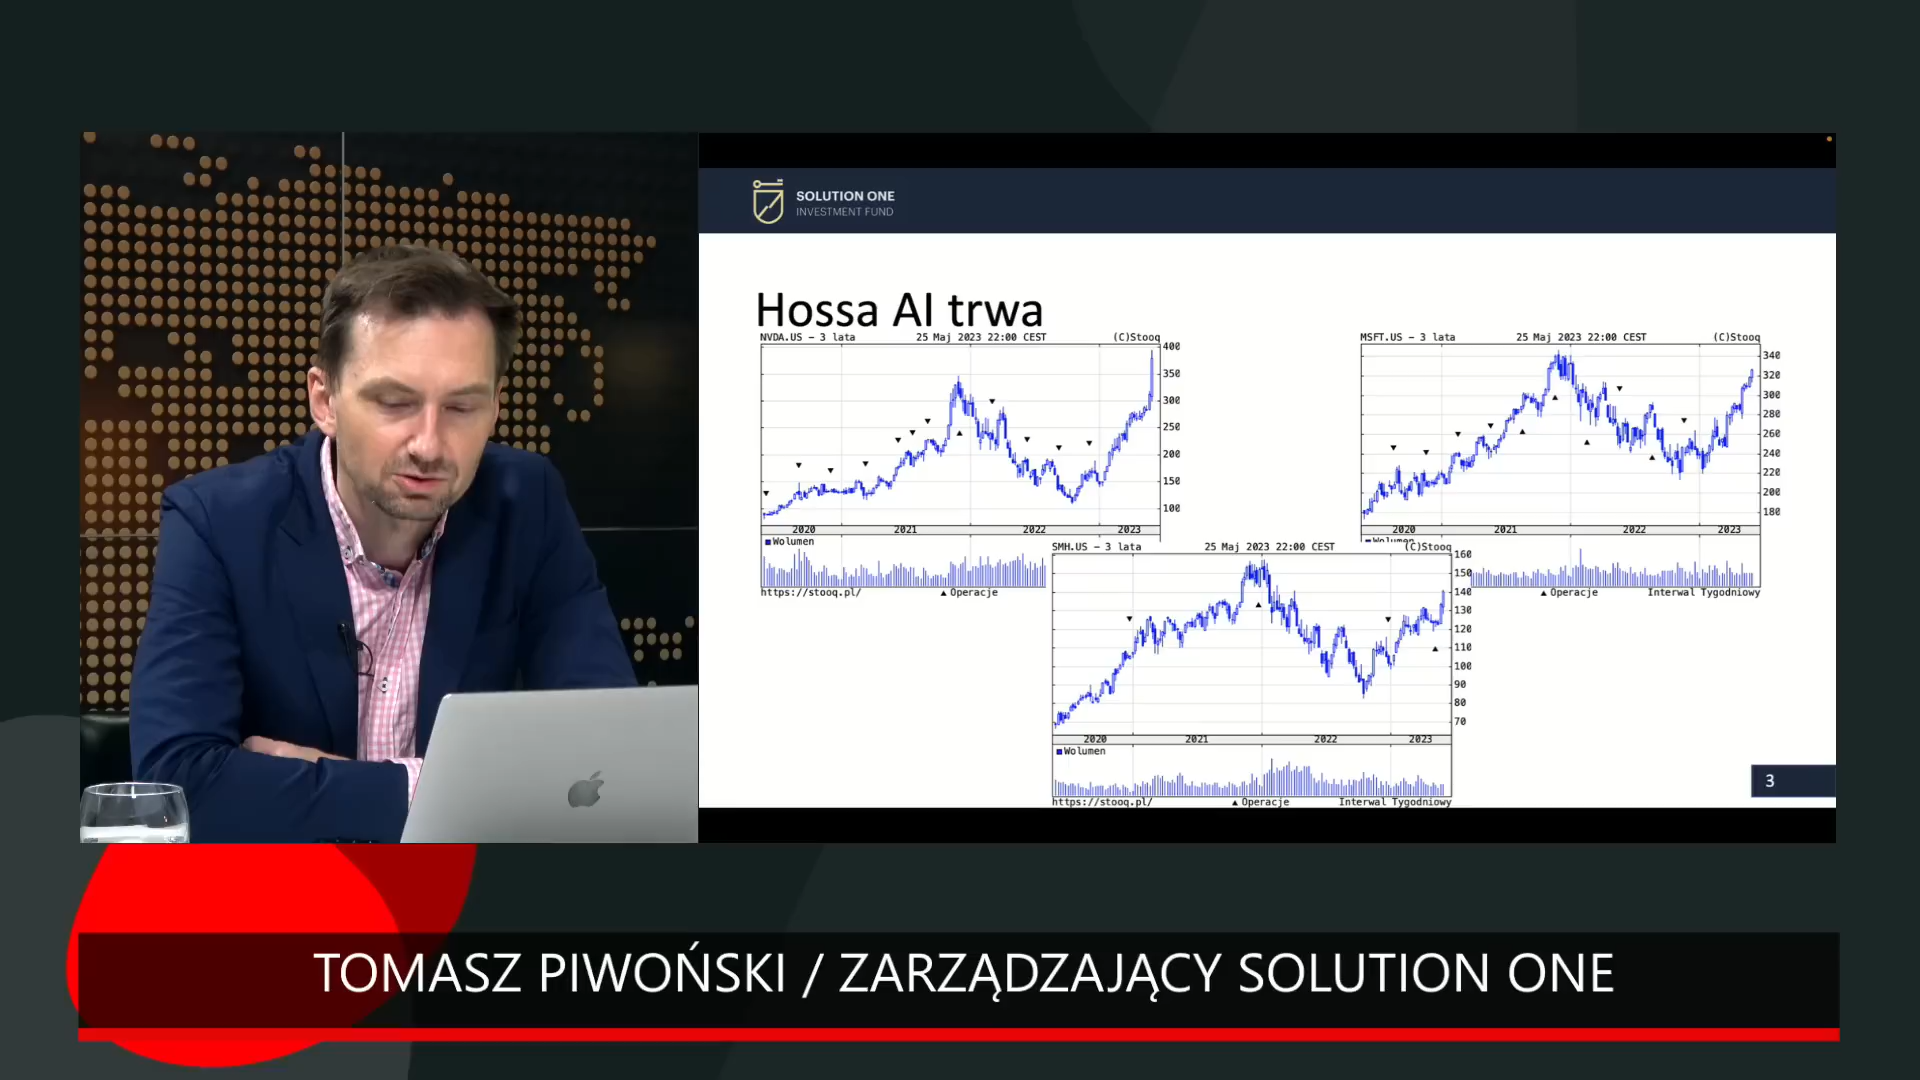 SOLUTION ONE
INVESTMENT FUND
Hossa AI trwa
NVDA.US - 3 lata 25 Maj 2023 22:00 CEST (C)Stooq
400
350
300
250
200
150
100
2020 2021 2022 2023
Wolumen
https://stooq.pl/ ▲ Operacje
MSFT.US - 3 lata 25 Maj 2023 22:00 CEST (C)Stooq
340
320
300
280
260
240
220
200
180
2020 2021 2022 2023
Wolumen
▲ Operacje Interwal Tygodniowy
SMH.US - 3 lata 25 Maj 2023 22:00 CEST (C)Stooq
160
150
140
130
120
110
100
90
80
70
2020 2021 2022 2023
Wolumen
https://stooq.pl/ ▲ Operacje Interwal Tygodniowy
3
TOMASZ PIWOŃSKI / ZARZĄDZAJĄCY SOLUTION ONE